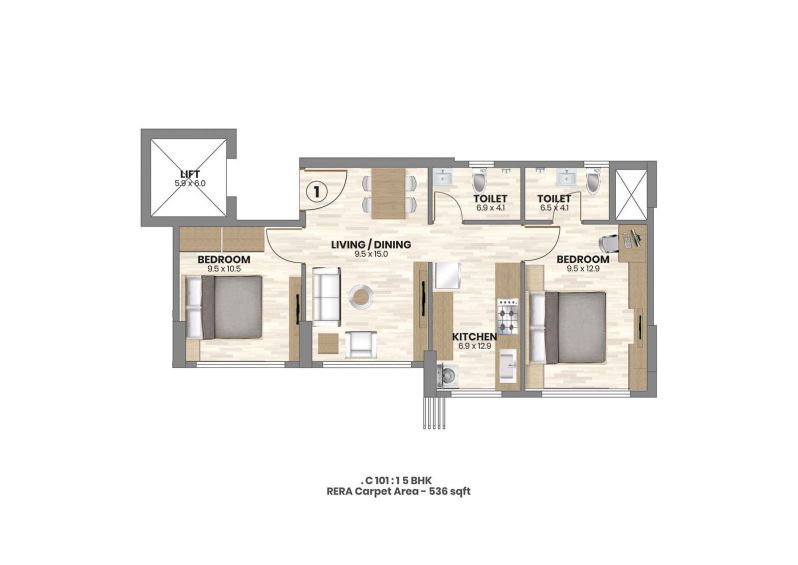 LIFT
5.9 x 6.0
1
TOILET
6.9 x 4.1
TOILET
6.5 x 4.1
LIVING / DINING
9.5 x 15.0
BEDROOM
9.5 x 10.5
BEDROOM
9.5 x 12.9
KITCHEN
6.9 x 12.9
. C 101 : 1 5 BHK
RERA Carpet Area - 536 sqft